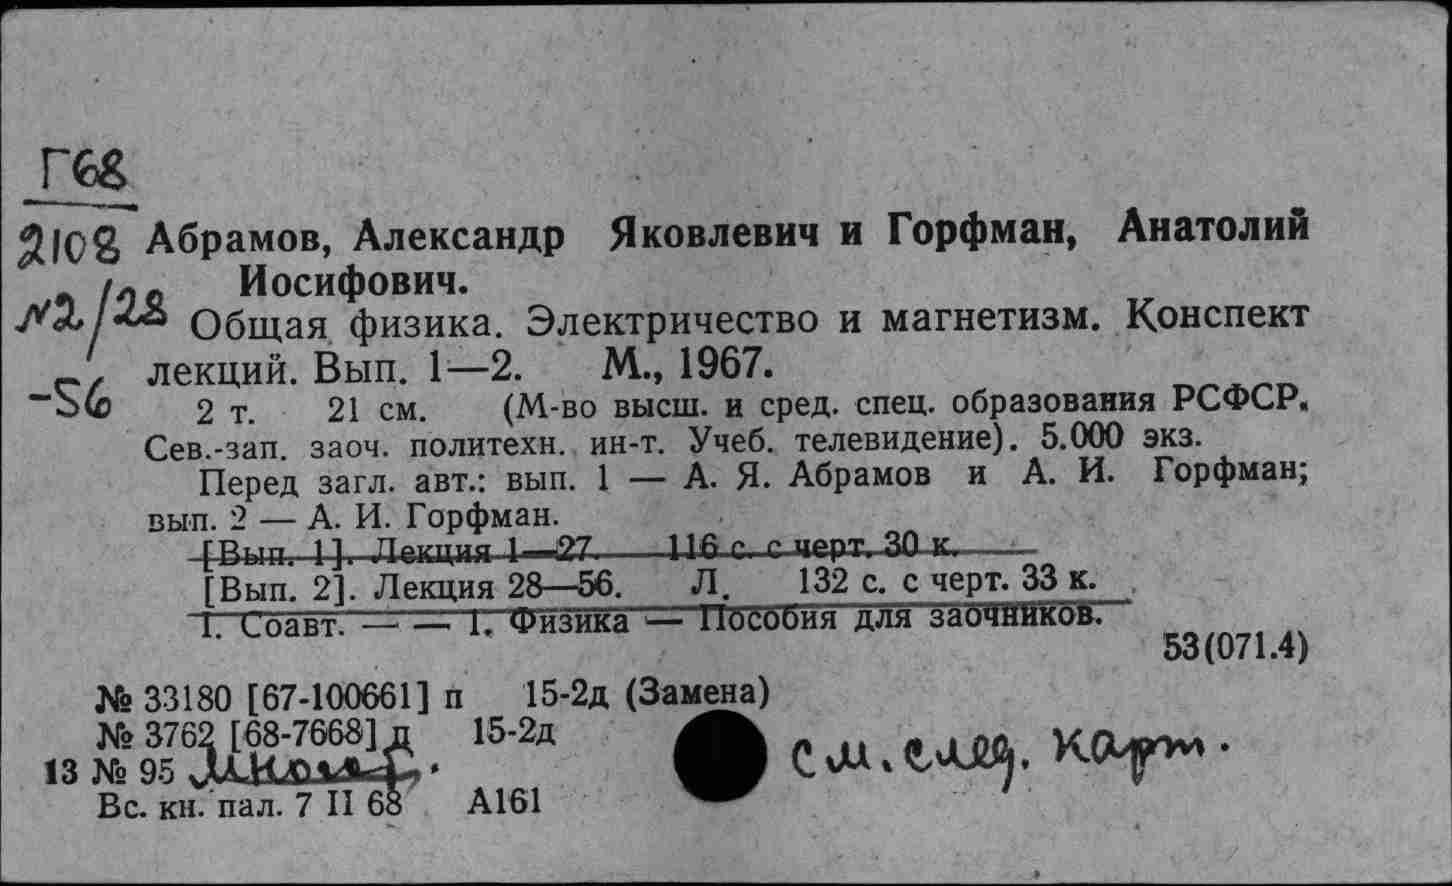 Г68
2108
№2/28
-56
Абрамов, Александр Яковлевич и Горфман, Анатолий
Иосифович.
Общая физика. Электричество и магнетизм. Конспект
лекций. Вып. 1—2. М., 1967.
2 т. 21 см. (М-во высш. и сред. спец. образования РСФСР.
Сев.-зап. заоч. политехн. ин-т. Учеб. телевидение). 5.000 экз.
Перед загл. авт.: вып. 1 — А. Я. Абрамов и А. И. Горфман;
вып. 2 — А. И. Горфман.
[Вып. 1]. Лекция 1—27. 116 с. с черт. 30 к.
[Вып. 2]. Лекция 28—56. Л. 132 с. с черт. 33 к.
I. Соавт. — — 1. Физика — Пособия для заочников.
53(071.4)
№ 33180 [67-100661] п 15-2д (Замена)
№ 3762 [68-7668] д 15-2д
13 № 95
Вс. кн. пал. 7 II 68 А161
см. след. карт.